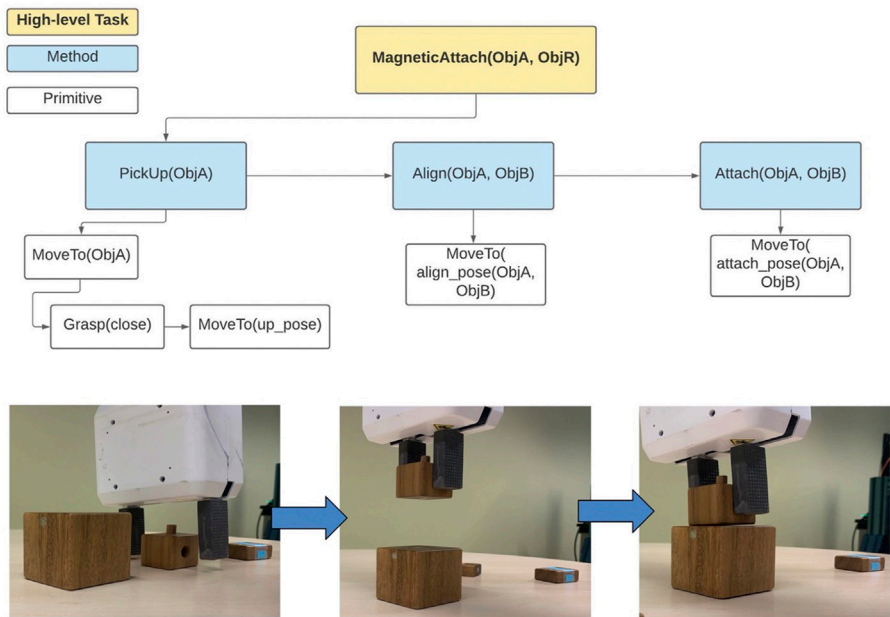 High-level Task
Method
Primitive
MagneticAttach(ObjA, ObjR)
PickUp(ObjA)
Align(ObjA, ObjB)
Attach(ObjA, ObjB)
MoveTo(ObjA)
Grasp(close)
MoveTo(up_pose)
MoveTo(
align_pose(ObjA,
ObjB)
MoveTo(
attach_pose(ObjA,
ObjB)